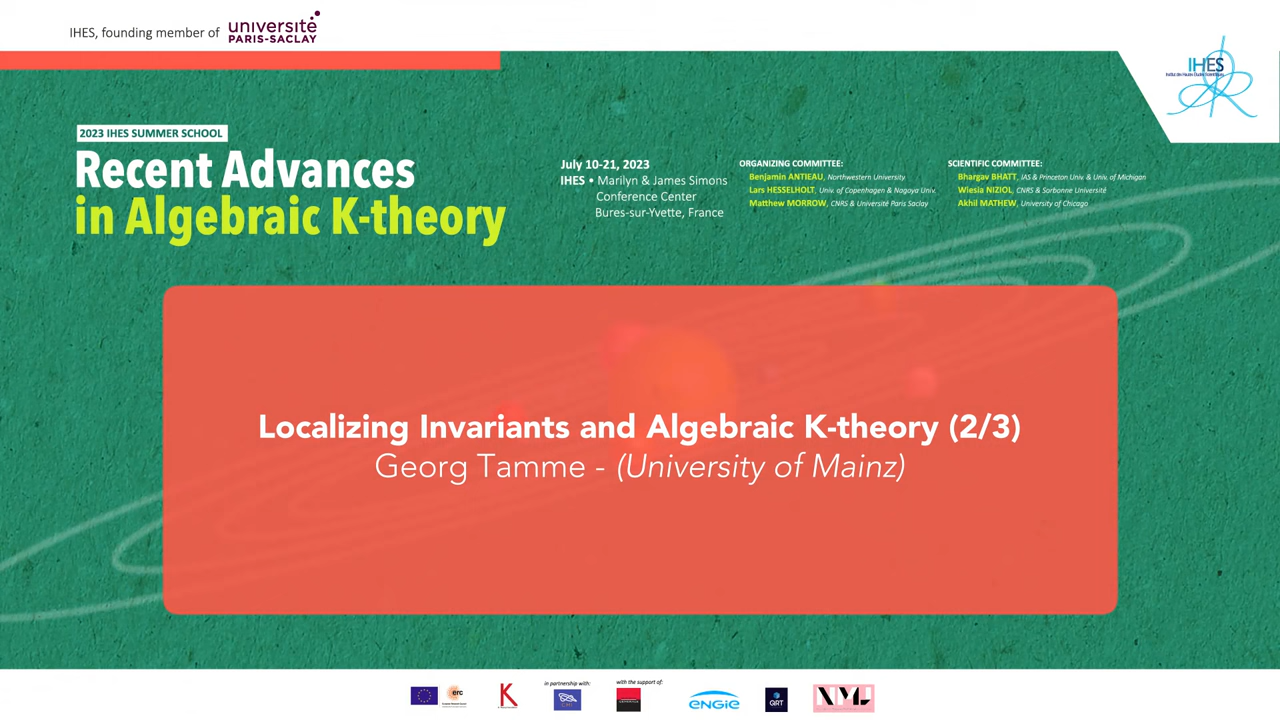 IHES, founding member of
université
PARIS-SACLAY
IHES
2023 IHES SUMMER SCHOOL
Recent Advances
in Algebraic K-theory
July 10-21, 2023
IHES • Marilyn & James Simons
Conference Center
Bures-sur-Yvette, France
ORGANIZING COMMITTEE:
Benjamin ANTIEAU, Northwestern University
Lars HESSELHOLT, Univ. of Copenhagen & Nagoya Univ.
Matthew MORROW, CNRS & Université Paris Saclay
SCIENTIFIC COMMITTEE:
Bhargav BHATT, IAS & Princeton Univ. & Univ. of Michigan
Wiesia NIZIOL, CNRS & Sorbonne Université
Akhil MATHEW, University of Chicago
Localizing Invariants and Algebraic K-theory (2/3)
Georg Tamme - (University of Mainz)
in partnership with:
with the support of:
erc
K
ENGIE
QRT